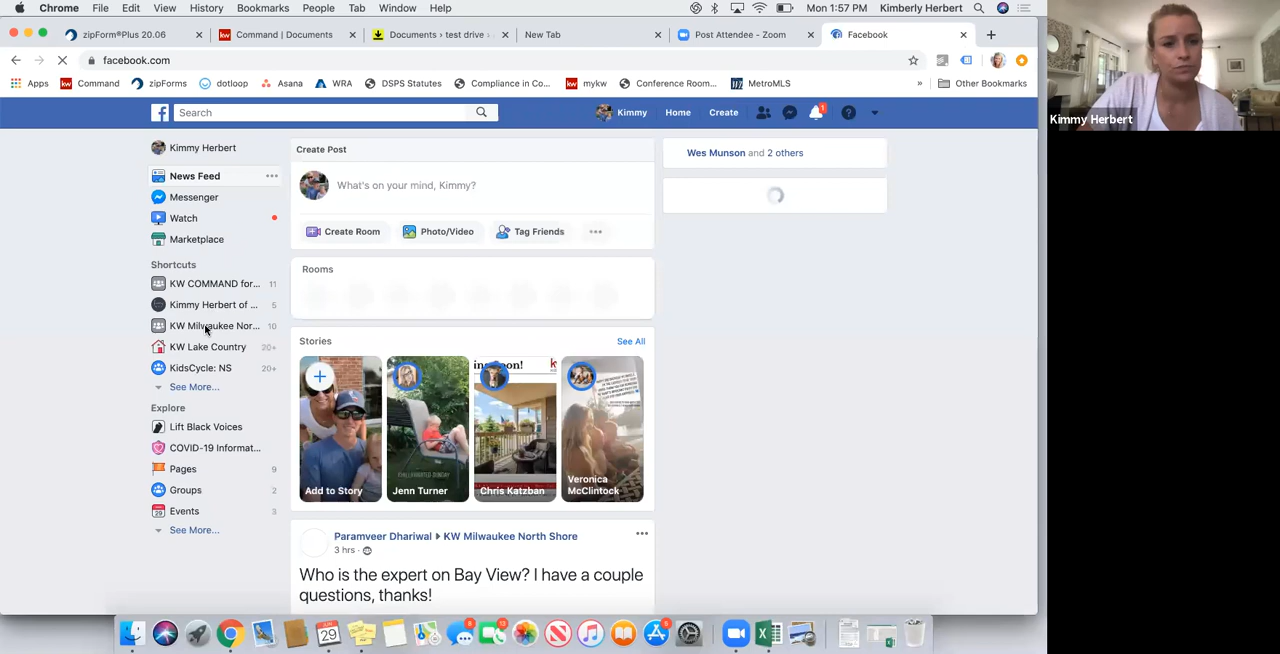 Chrome File Edit View History Bookmarks People Tab Window Help Mon 1:57 PM Kimberly Herbert
zipForm®Plus 20.06 Command | Documents Documents › test drive › New Tab Post Attendee - Zoom Facebook
facebook.com
Apps Command zipForms dotloop Asana WRA DSPS Statutes Compliance in Co... mykw Conference Room... MetroMLS » Other Bookmarks
Search Kimmy Home Create 1
Kimmy Herbert
News Feed
Messenger
Watch
Marketplace
Shortcuts
KW COMMAND for... 11
Kimmy Herbert of ... 5
KW Milwaukee Nor... 10
KW Lake Country 20+
KidsCycle: NS 20+
See More...
Explore
Lift Black Voices
COVID-19 Informat...
Pages 9
Groups 2
Events 3
See More...
Create Post
What's on your mind, Kimmy?
Create Room Photo/Video Tag Friends
Rooms
Stories See All
Add to Story
Jenn Turner
Chris Katzban
Veronica
McClintock
Paramveer Dhariwal KW Milwaukee North Shore
3 hrs ·
Who is the expert on Bay View? I have a couple
questions, thanks!
Wes Munson and 2 others
Kimmy Herbert
JUN
29